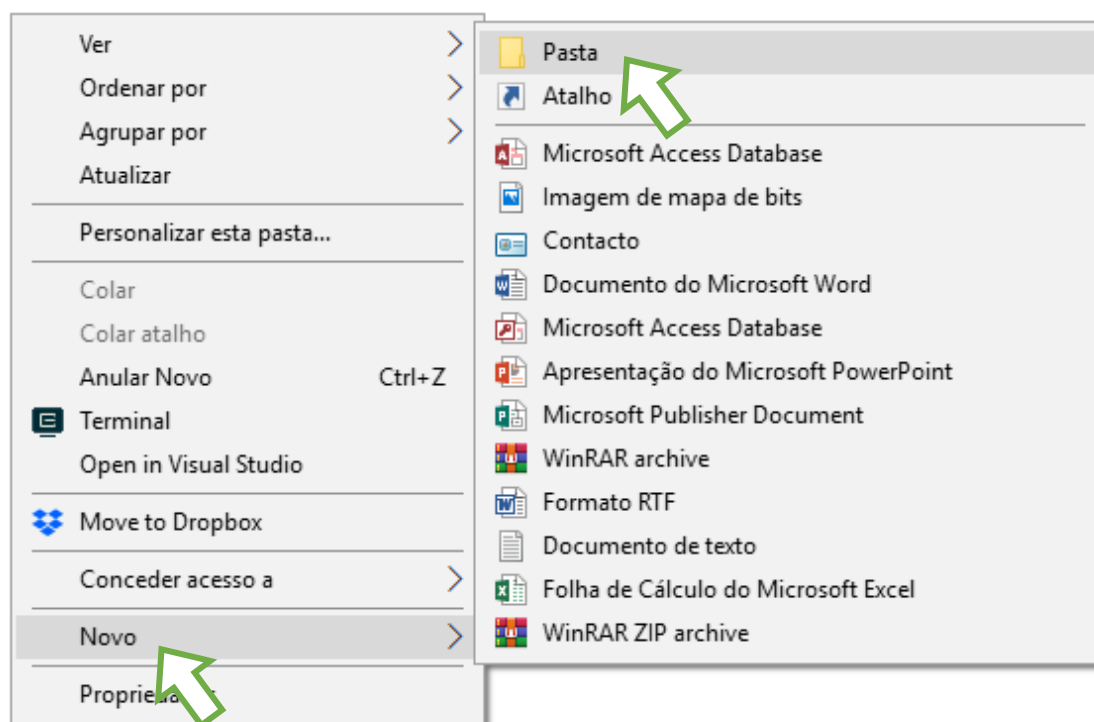 Ver
Ordenar por
Agrupar por
Atualizar
Personalizar esta pasta...
Colar
Colar atalho
Anular Novo Ctrl+Z
Terminal
Open in Visual Studio
Move to Dropbox
Conceder acesso a
Novo
Pasta
Atalho
Microsoft Access Database
Imagem de mapa de bits
Contacto
Documento do Microsoft Word
Microsoft Access Database
Apresentação do Microsoft PowerPoint
Microsoft Publisher Document
WinRAR archive
Formato RTF
Documento de texto
Folha de Cálculo do Microsoft Excel
WinRAR ZIP archive